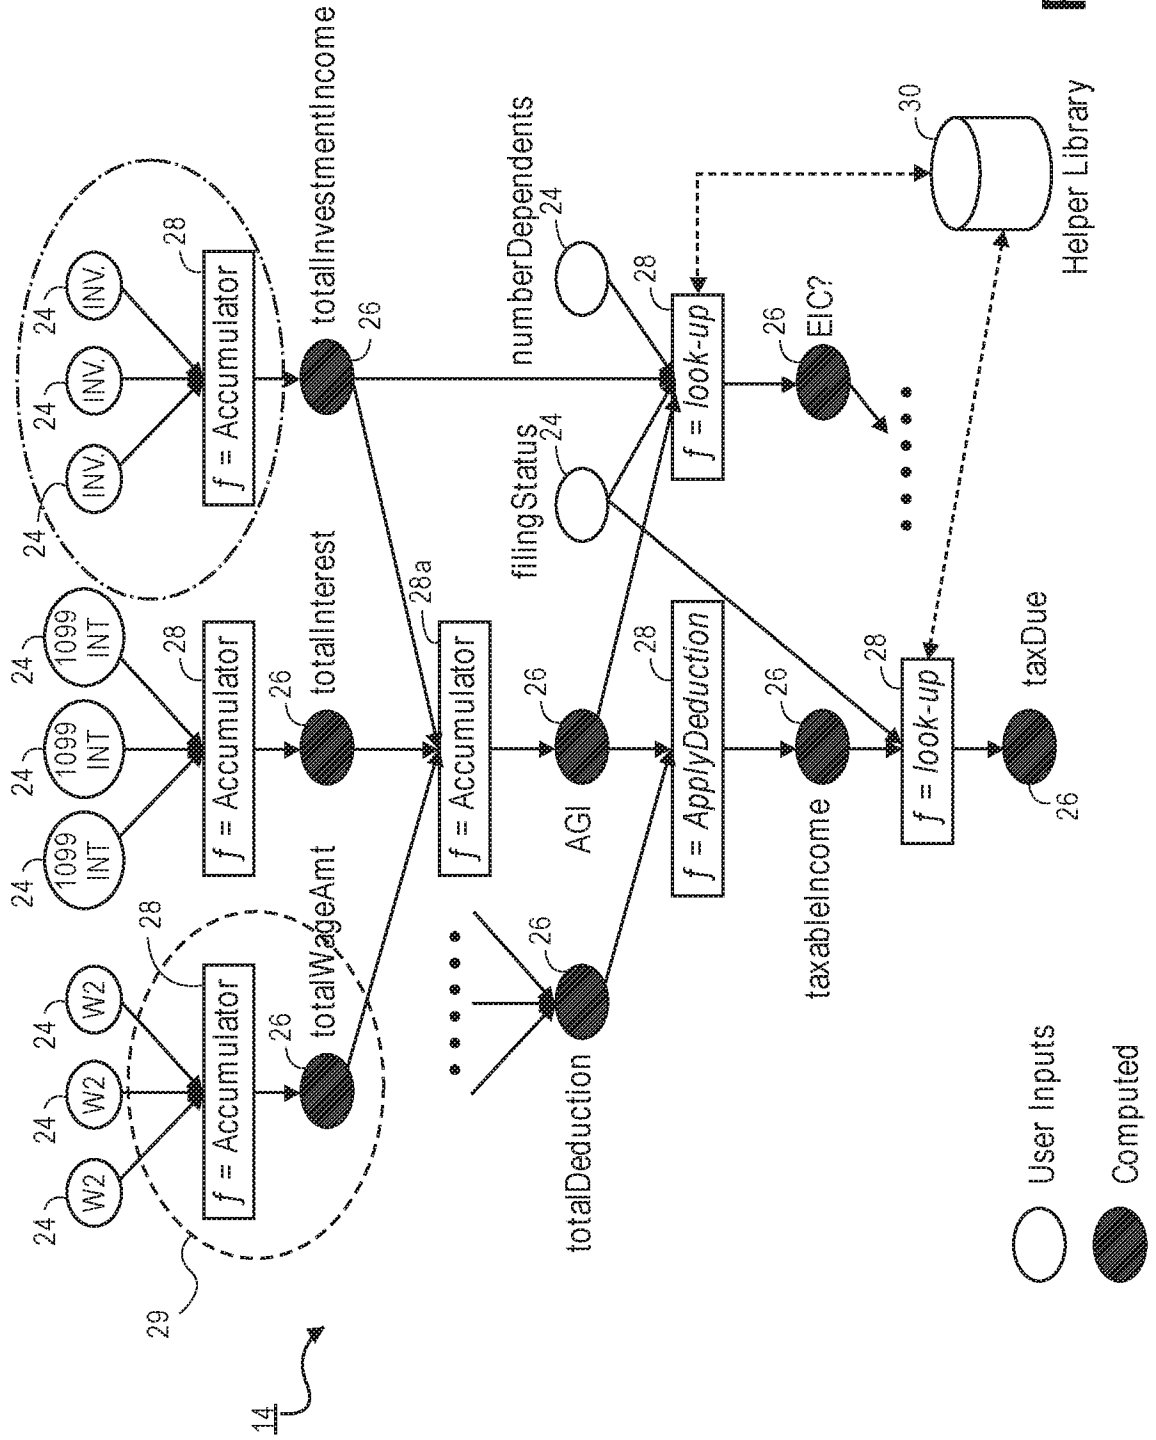 14
29
24
24
24
W2
W2
W2
28
f = Accumulator
26
totalWageAmt
24
24
24
1099
INT
1099
INT
1099
INT
28
f = Accumulator
26
totalInterest
24
24
24
INV.
INV.
INV.
28
f = Accumulator
26
totalInvestmentIncome
28a
f = Accumulator
26
totalDeduction
26
AGI
filingStatus
24
numberDependents
24
28
f = ApplyDeduction
28
f = look-up
26
taxableIncome
26
EIC?
28
f = look-up
26
taxDue
30
Helper Library
User Inputs
Computed